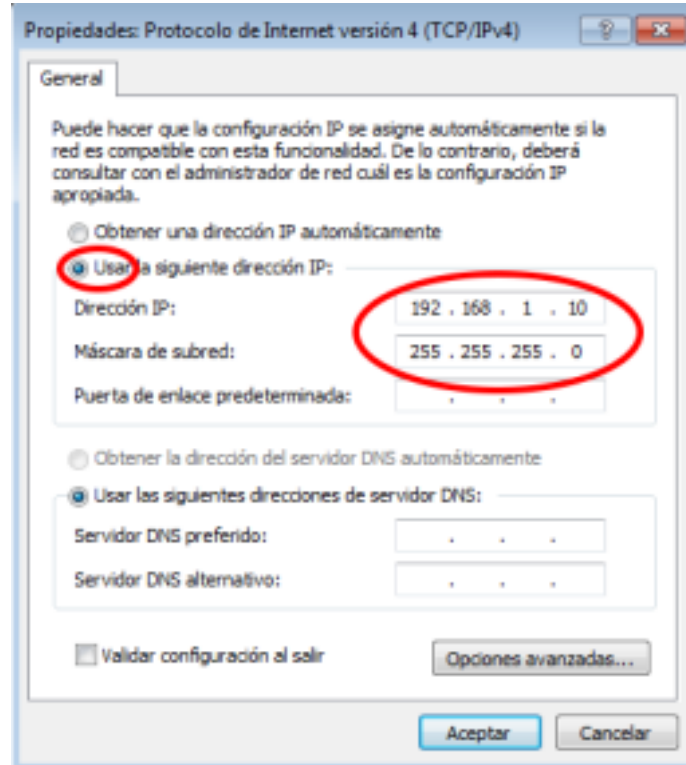 Propiedades: Protocolo de Internet versión 4 (TCP/IPv4)
General
Puede hacer que la configuración IP se asigne automáticamente si la
red es compatible con esta funcionalidad. De lo contrario, deberá
consultar con el administrador de red cuál es la configuración IP
apropiada.
Obtener una dirección IP automáticamente
Usar la siguiente dirección IP:
Dirección IP: 192 . 168 . 1 . 10
Máscara de subred: 255 . 255 . 255 . 0
Puerta de enlace predeterminada: . . .
Obtener la dirección del servidor DNS automáticamente
Usar las siguientes direcciones de servidor DNS:
Servidor DNS preferido: . . .
Servidor DNS alternativo: . . .
Validar configuración al salir Opciones avanzadas...
Aceptar Cancelar